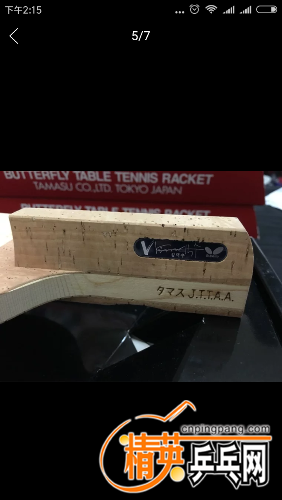 下午2:15
5/7
BUTTERFLY TABLE TENNIS RACKET
TAMASU CO.,LTD. TOKYO JAPAN
タマス J.T.T.A.A.
cnpingpang.com
精英乒乓网